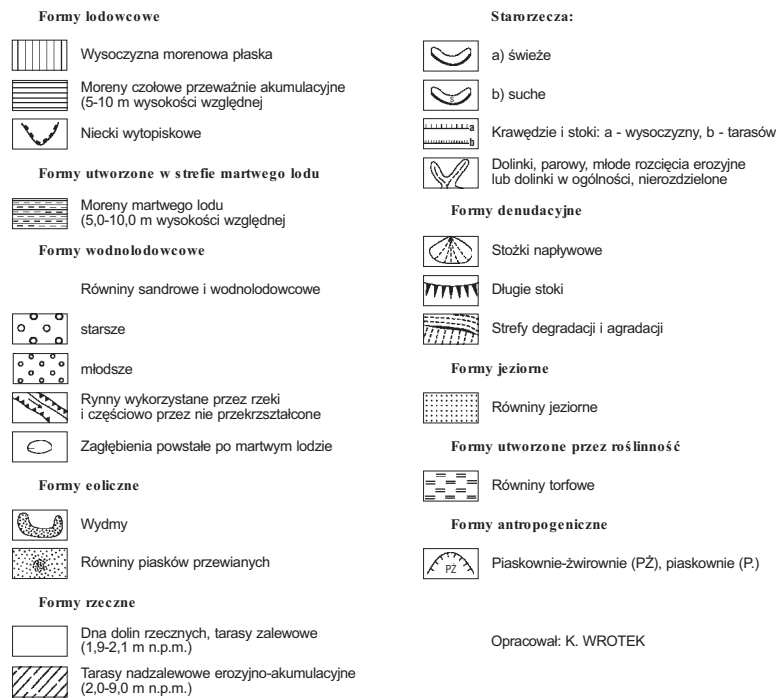 Formy lodowcowe
Wysoczyzna morenowa płaska
Moreny czołowe przeważnie akumulacyjne
(5-10 m wysokości względnej
Niecki wytopiskowe
Formy utworzone w strefie martwego lodu
Moreny martwego lodu
(5,0-10,0 m wysokości względnej
Formy wodnolodowcowe
Równiny sandrowe i wodnolodowcowe
starsze
młodsze
Rynny wykorzystane przez rzeki
i częściowo przez nie przekrzształcone
Zagłębienia powstałe po martwym lodzie
Formy eoliczne
Wydmy
Równiny piasków przewianych
Formy rzeczne
Dna dolin rzecznych, tarasy zalewowe
(1,9-2,1 m n.p.m.)
Tarasy nadzalewowe erozyjno-akumulacyjne
(2,0-9,0 m n.p.m.)
Starorzecza:
a) świeże
s
b) suche
a
b
Krawędzie i stoki: a - wysoczyzny, b - tarasów
Dolinki, parowy, młode rozcięcia erozyjne
lub dolinki w ogólności, nierozdzielone
Formy denudacyjne
Stożki napływowe
Długie stoki
Strefy degradacji i agradacji
Formy jeziorne
Równiny jeziorne
Formy utworzone przez roślinność
Równiny torfowe
Formy antropogeniczne
PŻ
Piaskownie-żwirownie (PŻ), piaskownie (P.)
Opracował: K. WROTEK